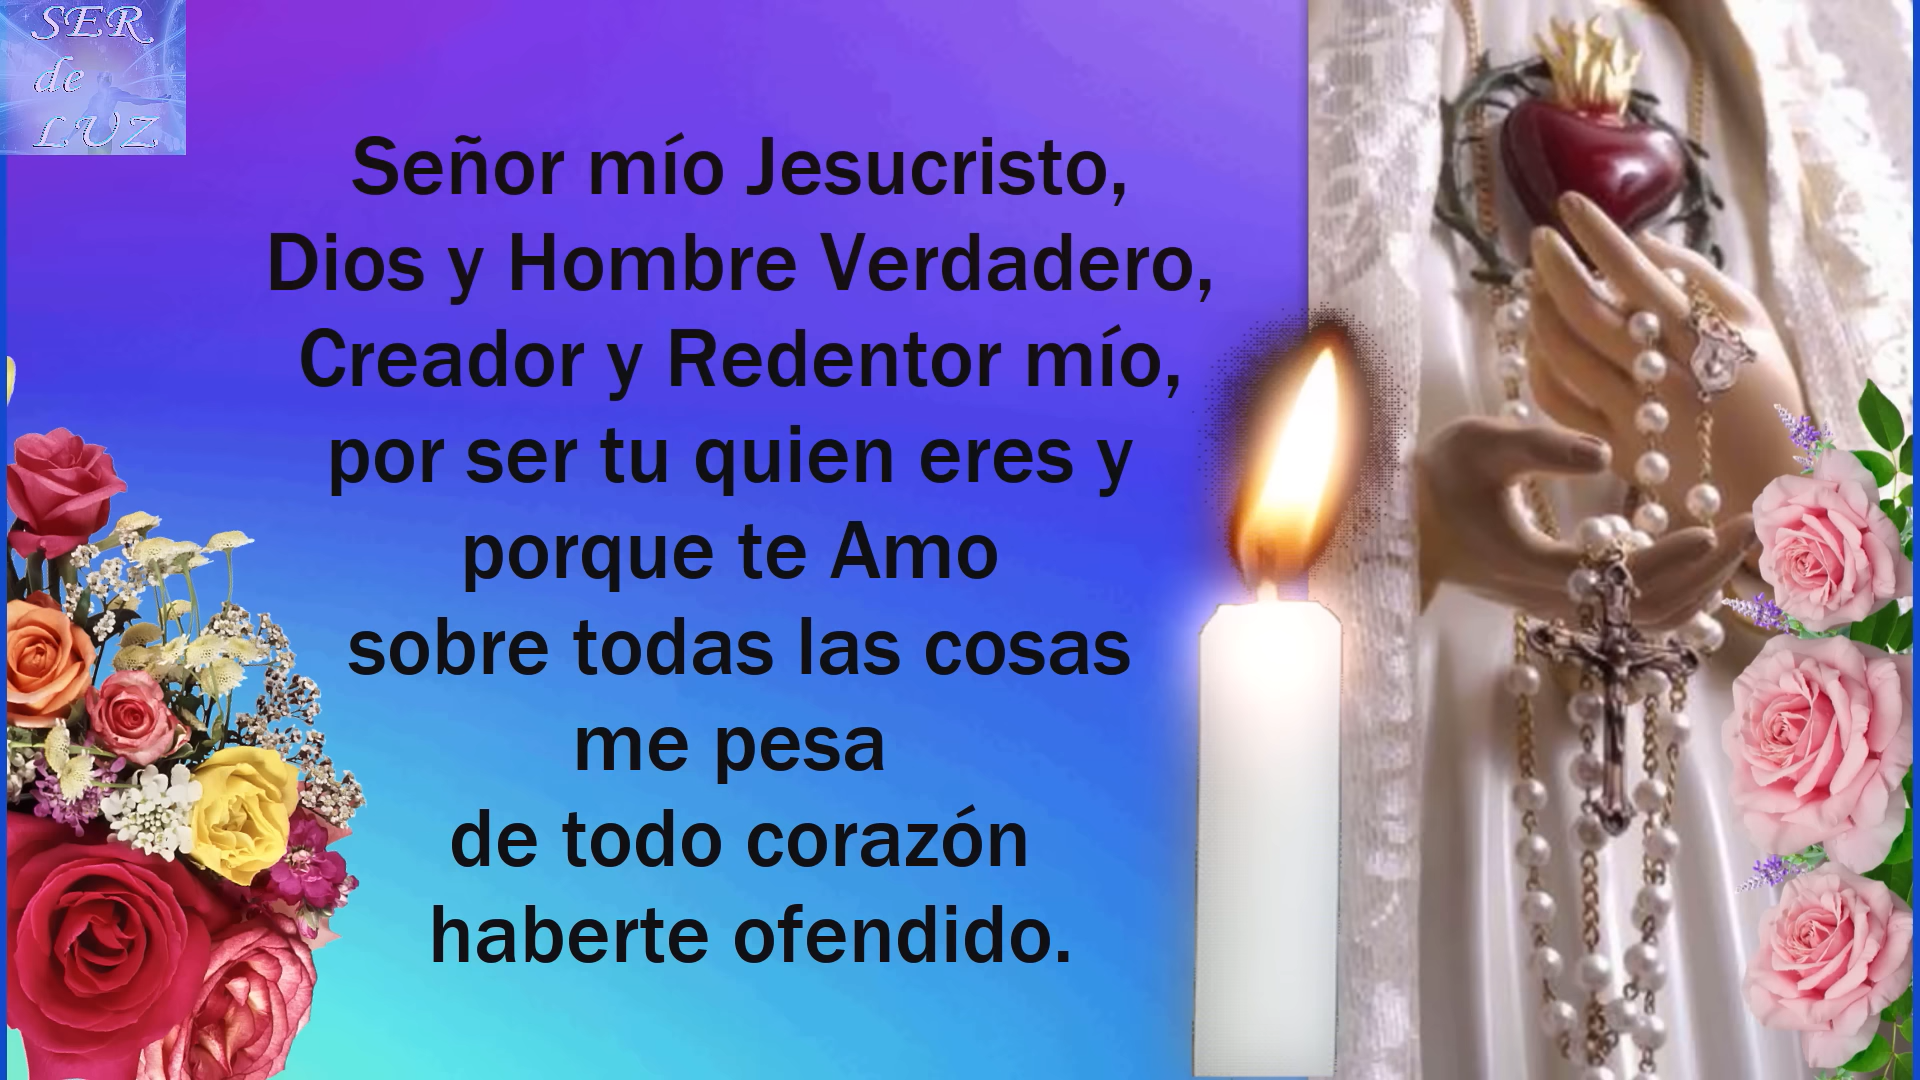 SER
de
LUZ
Señor mío Jesucristo,
Dios y Hombre Verdadero,
Creador y Redentor mío,
por ser tu quien eres y
porque te Amo
sobre todas las cosas
me pesa
de todo corazón
haberte ofendido.